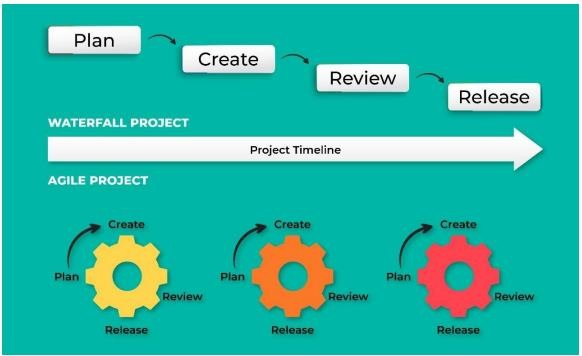 Plan
Create
Review
Release
WATERFALL PROJECT
Project Timeline
AGILE PROJECT
Create
Plan
Review
Release
Create
Plan
Review
Release
Create
Plan
Review
Release